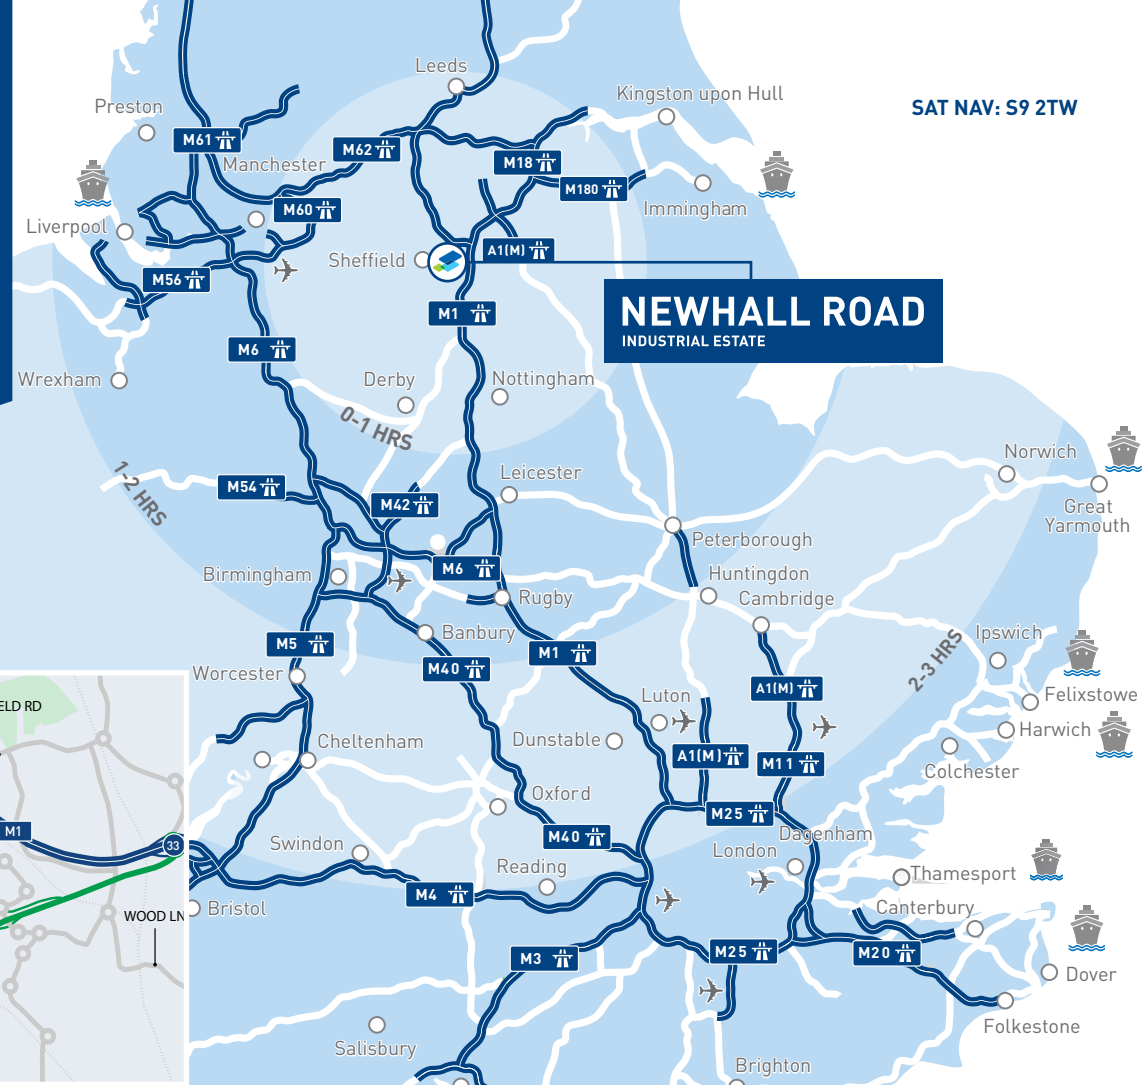 Leeds
Preston
Kingston upon Hull
SAT NAV: S9 2TW
M61
M62
Manchester
M18
M180
M60
Immingham
Liverpool
A1(M)
Sheffield
M56
M1
NEWHALL ROAD
INDUSTRIAL ESTATE
M6
Wrexham
Derby
Nottingham
0-1 HRS
Norwich
1-2 HRS
Leicester
M54
M42
Great
Yarmouth
Peterborough
Birmingham
M6
Huntingdon
Rugby
Cambridge
Banbury
Ipswich
M5
M1
2-3 HRS
Worcester
M40
A1(M)
Luton
Felixstowe
ELD RD
Harwich
Cheltenham
Dunstable
A1(M)
M11
Colchester
Oxford
M25
M1
33
Swindon
M40
Dagenham
London
Reading
Thamesport
M4
Bristol
Canterbury
WOOD LN
M3
M25
M20
Dover
Folkestone
Salisbury
Brighton